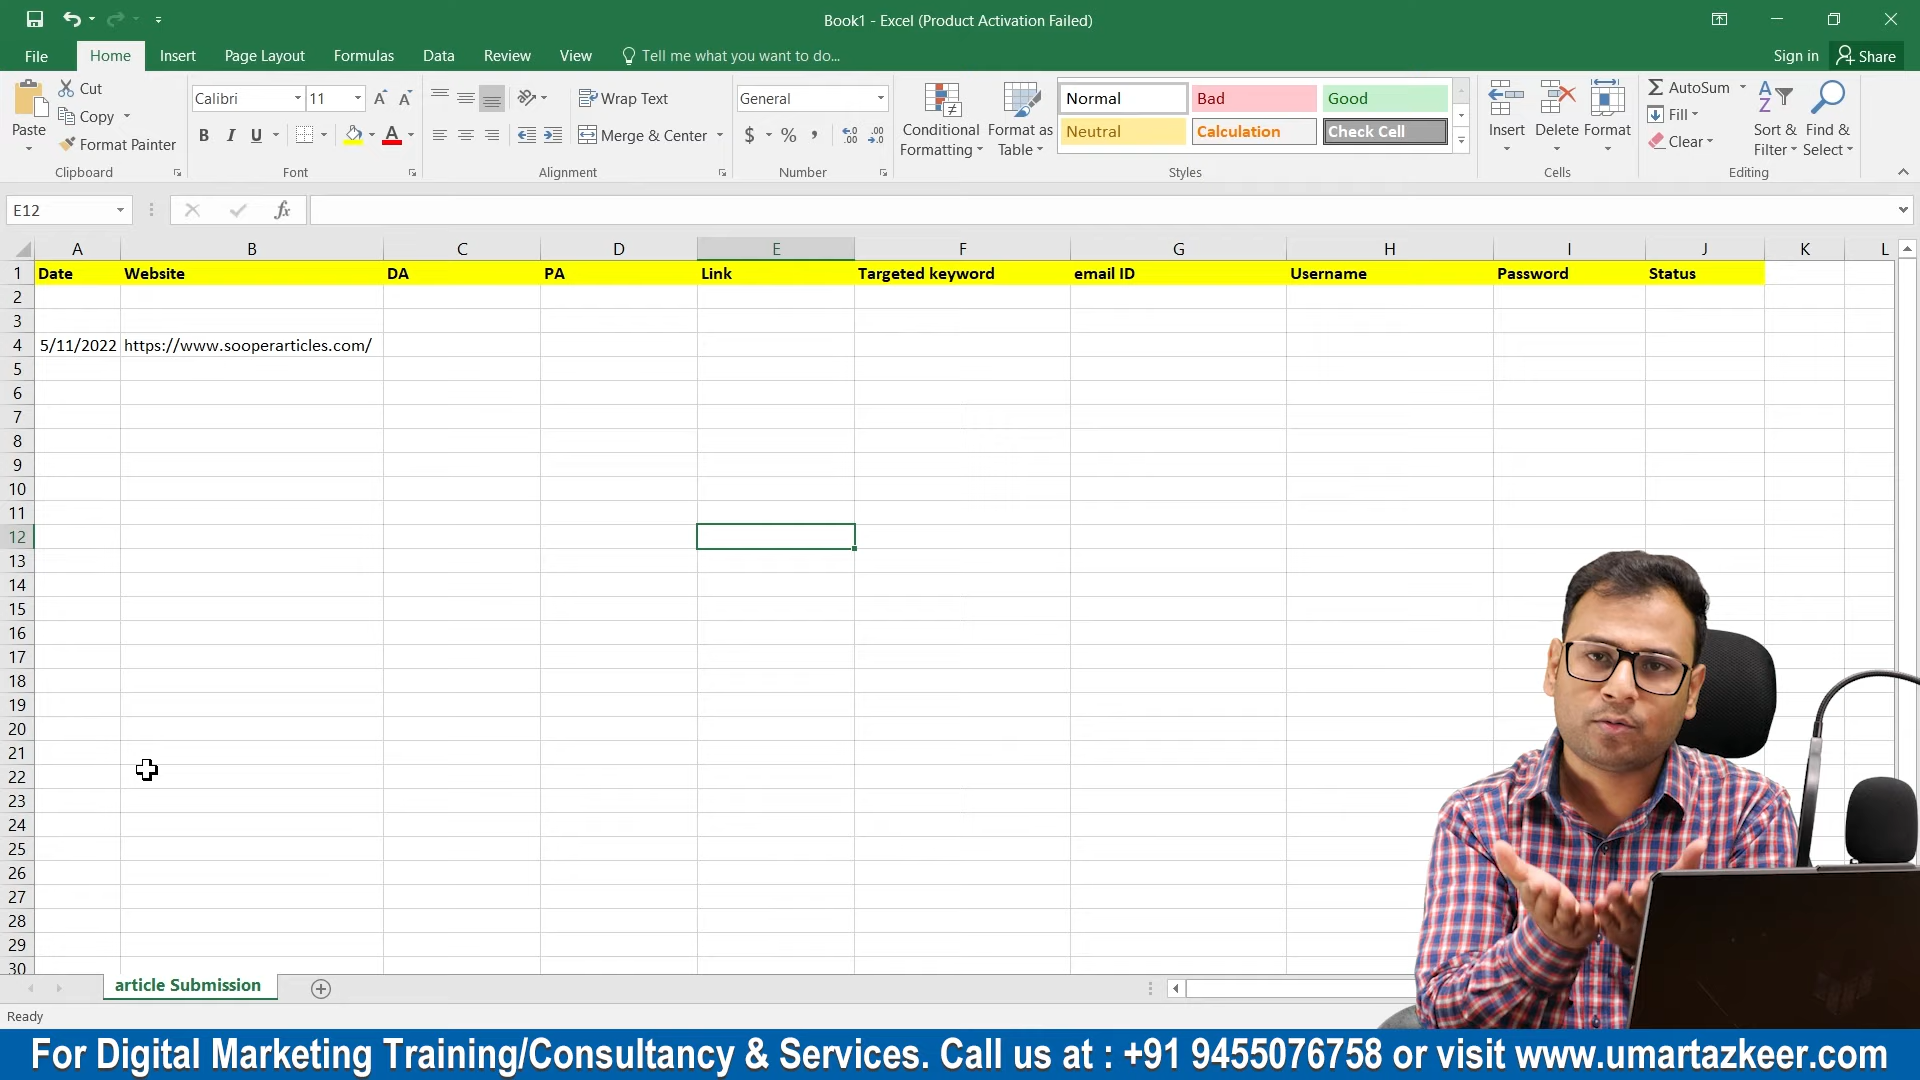 Book1 - Excel (Product Activation Failed)
File Home Insert Page Layout Formulas Data Review View Tell me what you want to do... Sign in Share
Paste Cut Copy Format Painter Clipboard
Calibri 11 A A B I U A Font
Wrap Text Merge & Center Alignment
General $ % , .00 Number
Conditional Formatting Format as Table
Normal Bad Good
Neutral Calculation Check Cell
Styles
Insert Delete Format Cells
AutoSum Fill Clear Sort & Filter Find & Select Editing
E12 fx
A B C D E F G H I J K L
1 Date Website DA PA Link Targeted keyword email ID Username Password Status
2
3
4 5/11/2022 https://www.sooperarticles.com/
5
6
7
8
9
10
11
12
13
14
15
16
17
18
19
20
21
22
23
24
25
26
27
28
29
30
article Submission
Ready
For Digital Marketing Training/Consultancy & Services. Call us at : +91 9455076758 or visit www.umartazkeer.com